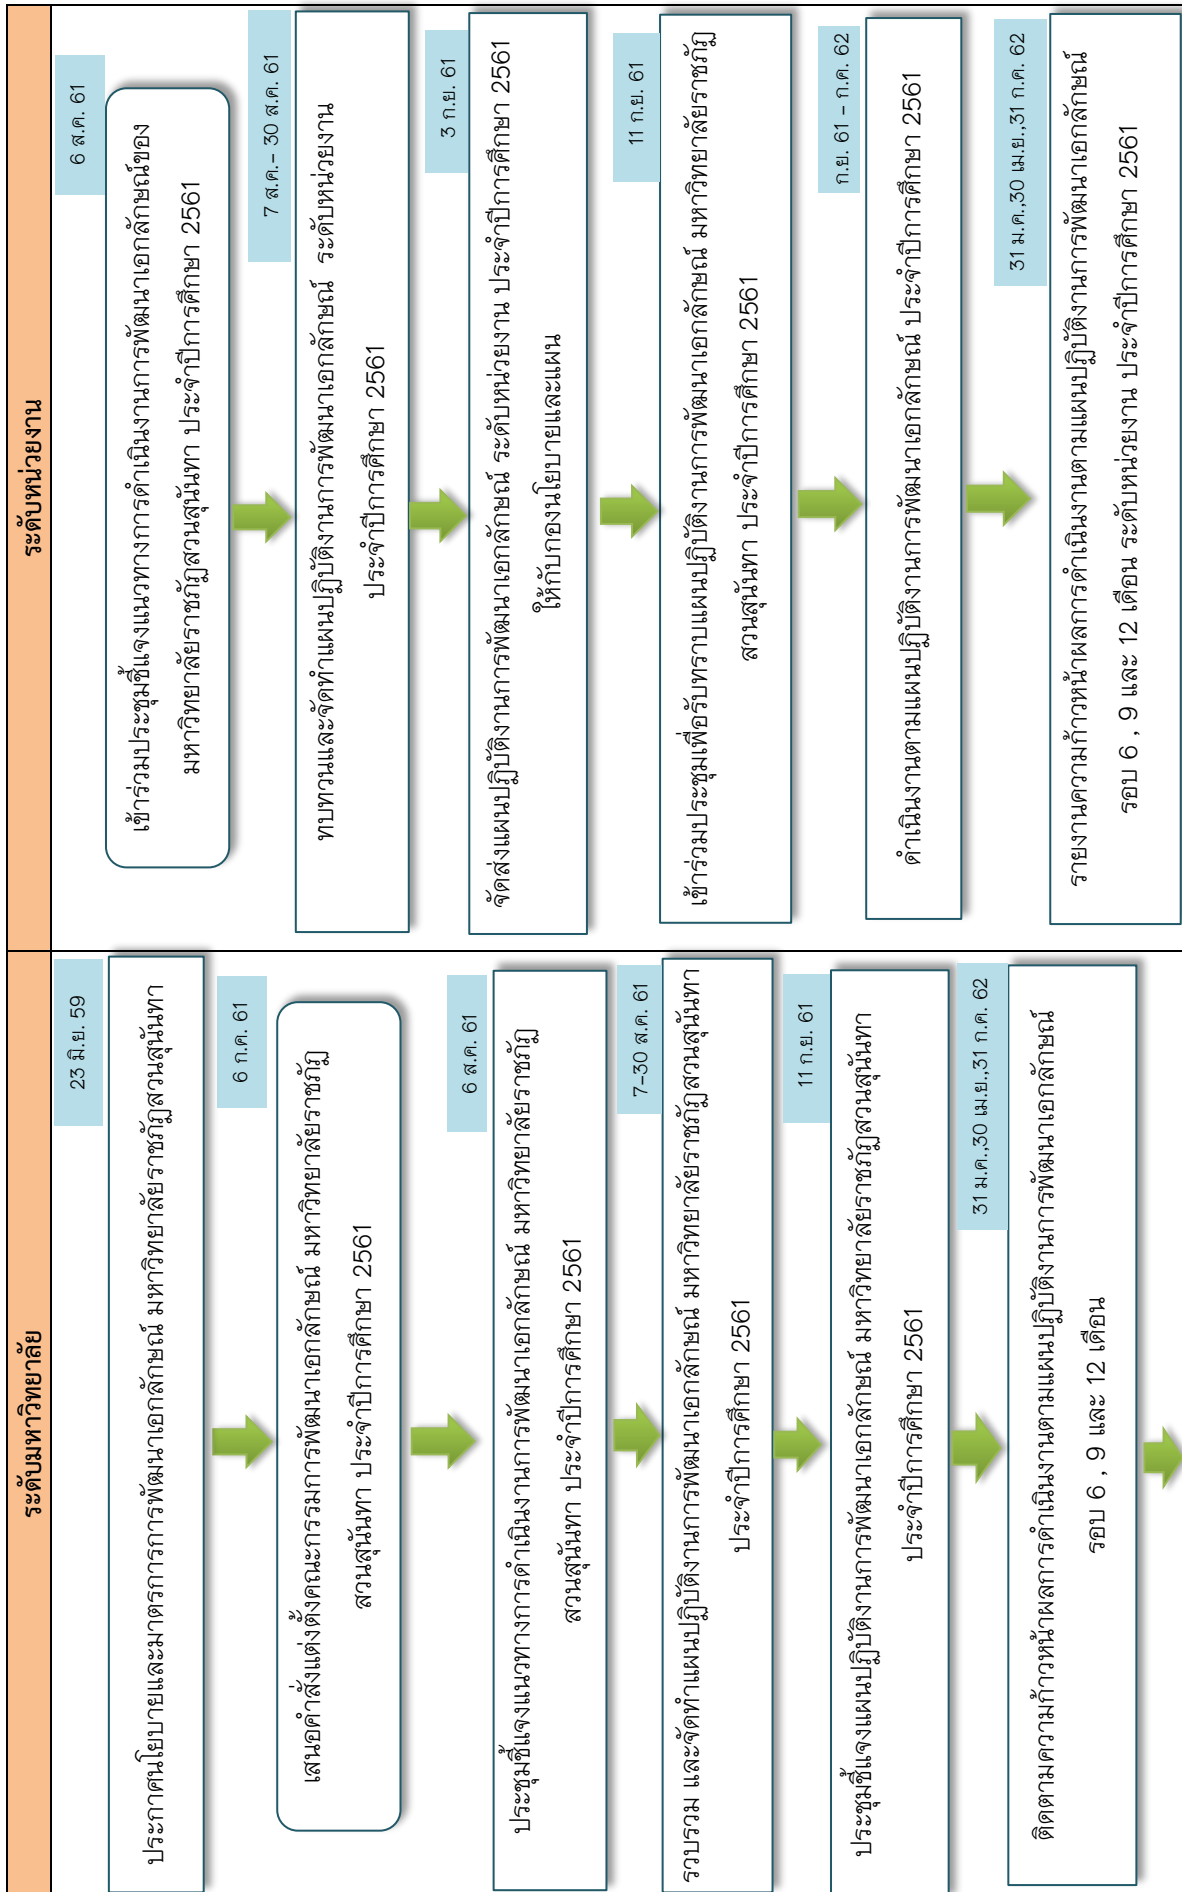 ระดับมหาวิทยาลัย
23 มิ.ย. 59
ประกาศนโยบายและมาตรการการพัฒนาเอกลักษณ์ มหาวิทยาลัยราชภัฏสวนสุนันทา
6 ก.ค. 61
เสนอคำสั่งแต่งตั้งคณะกรรมการพัฒนาเอกลักษณ์ มหาวิทยาลัยราชภัฏ
สวนสุนันทา ประจำปีการศึกษา 2561
6 ส.ค. 61
ประชุมชี้แจงแนวทางการดำเนินงานการพัฒนาเอกลักษณ์ มหาวิทยาลัยราชภัฏ
สวนสุนันทา ประจำปีการศึกษา 2561
7-30 ส.ค. 61
รวบรวม และจัดทำแผนปฏิบัติงานการพัฒนาเอกลักษณ์ มหาวิทยาลัยราชภัฏสวนสุนันทา
ประจำปีการศึกษา 2561
11 ก.ย. 61
ประชุมชี้แจงแผนปฏิบัติงานการพัฒนาเอกลักษณ์ มหาวิทยาลัยราชภัฏสวนสุนันทา
ประจำปีการศึกษา 2561
31 ม.ค.,30 เม.ย.,31 ก.ค. 62
ติดตามความก้าวหน้าผลการดำเนินงานตามแผนปฏิบัติงานการพัฒนาเอกลักษณ์
รอบ 6 , 9 และ 12 เดือน
ระดับหน่วยงาน
6 ส.ค. 61
เข้าร่วมประชุมชี้แจงแนวทางการดำเนินงานการพัฒนาเอกลักษณ์ของ
มหาวิทยาลัยราชภัฏสวนสุนันทา ประจำปีการศึกษา 2561
7 ส.ค.- 30 ส.ค. 61
ทบทวนและจัดทำแผนปฏิบัติงานการพัฒนาเอกลักษณ์ ระดับหน่วยงาน
ประจำปีการศึกษา 2561
3 ก.ย. 61
จัดส่งแผนปฏิบัติงานการพัฒนาเอกลักษณ์ ระดับหน่วยงาน ประจำปีการศึกษา 2561
ให้กับกองนโยบายและแผน
11 ก.ย. 61
เข้าร่วมประชุมเพื่อรับทราบแผนปฏิบัติงานการพัฒนาเอกลักษณ์ มหาวิทยาลัยราชภัฏ
สวนสุนันทา ประจำปีการศึกษา 2561
ก.ย. 61 - ก.ค. 62
ดำเนินงานตามแผนปฏิบัติงานการพัฒนาเอกลักษณ์ ประจำปีการศึกษา 2561
31 ม.ค.,30 เม.ย.,31 ก.ค. 62
รายงานความก้าวหน้าผลการดำเนินงานตามแผนปฏิบัติงานการพัฒนาเอกลักษณ์
รอบ 6 , 9 และ 12 เดือน ระดับหน่วยงาน ประจำปีการศึกษา 2561